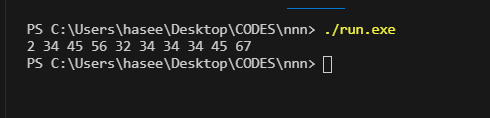 PS C:\Users\hasee\Desktop\CODES\nnn> ./run.exe
2 34 45 56 32 34 34 34 45 67
PS C:\Users\hasee\Desktop\CODES\nnn>